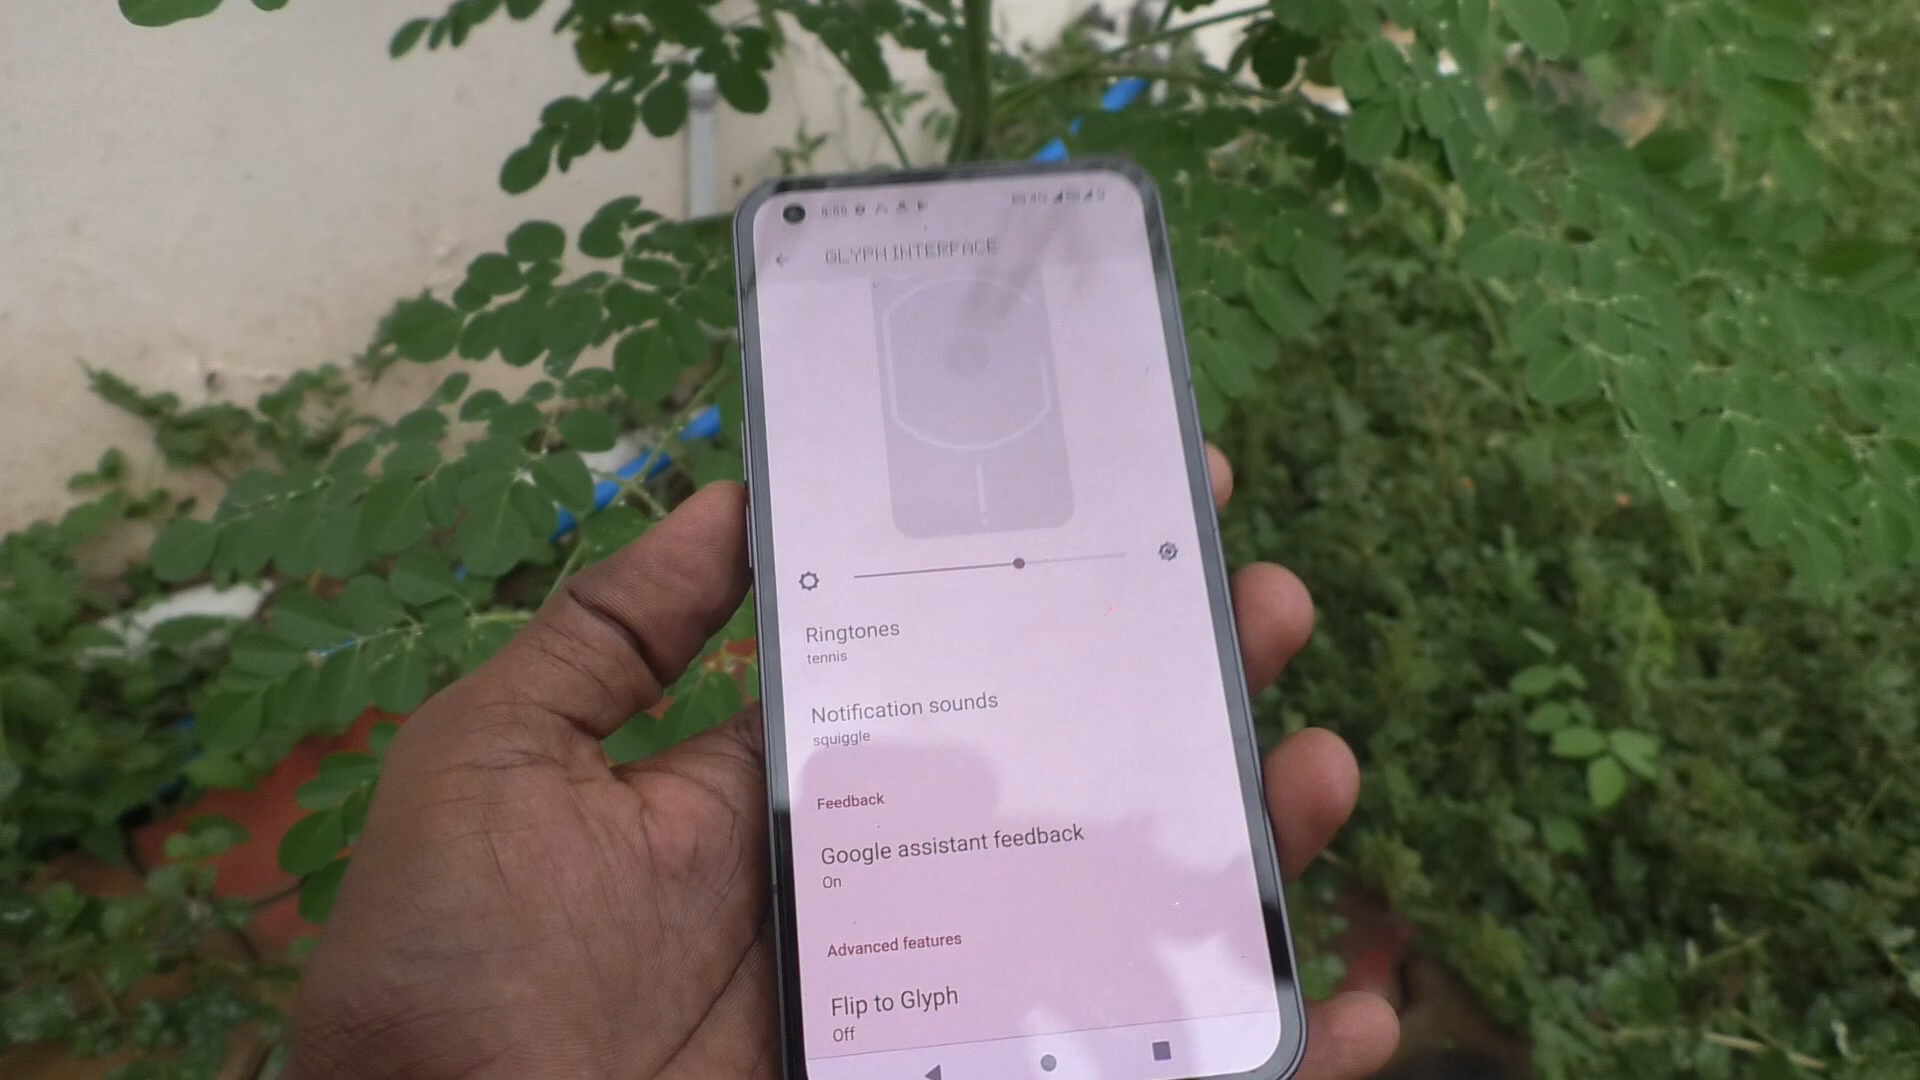 GLYPH INTERFACE
Ringtones
tennis
Notification sounds
squiggle
Feedback
Google assistant feedback
On
Advanced features
Flip to Glyph
Off